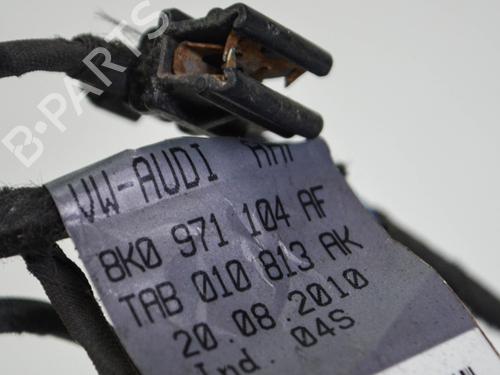 B-PARTS
VW-AUDI
8K0 971 104 AF
TAB 010 813 AK
20.08.2010
Ind. 04S